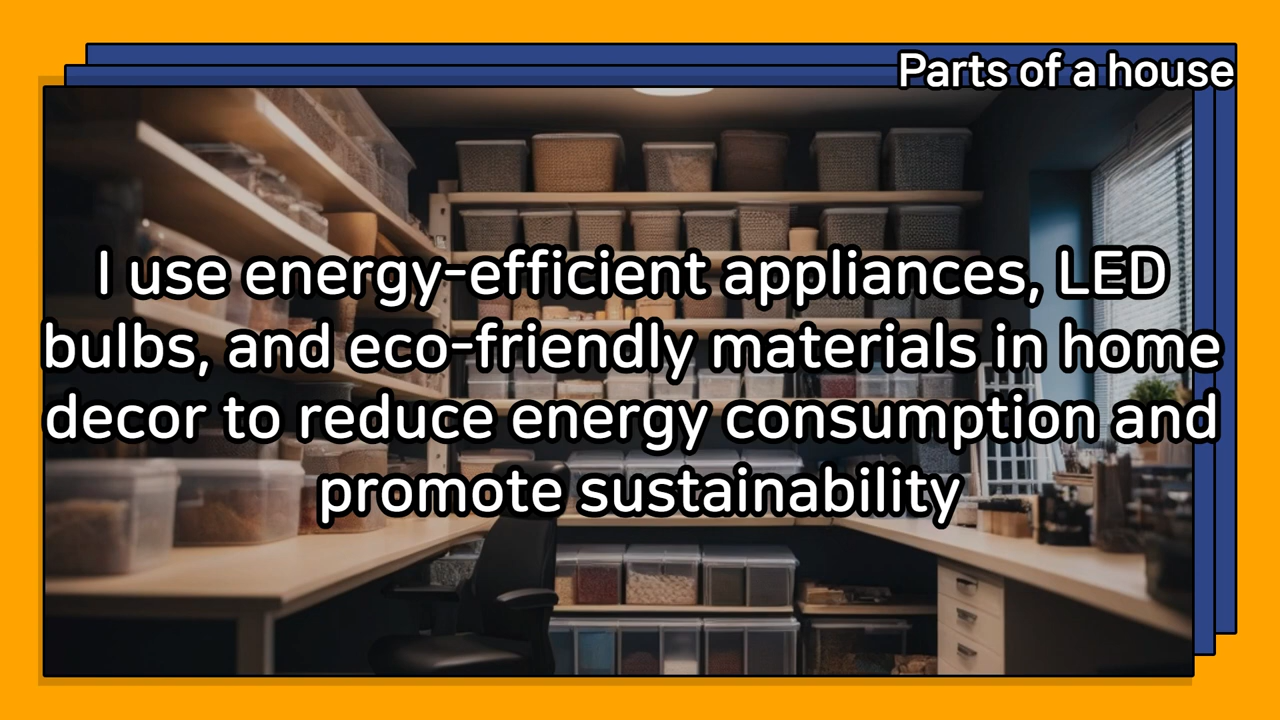 Parts of a house
I use energy-efficient appliances, LED
bulbs, and eco-friendly materials in home
decor to reduce energy consumption and
promote sustainability